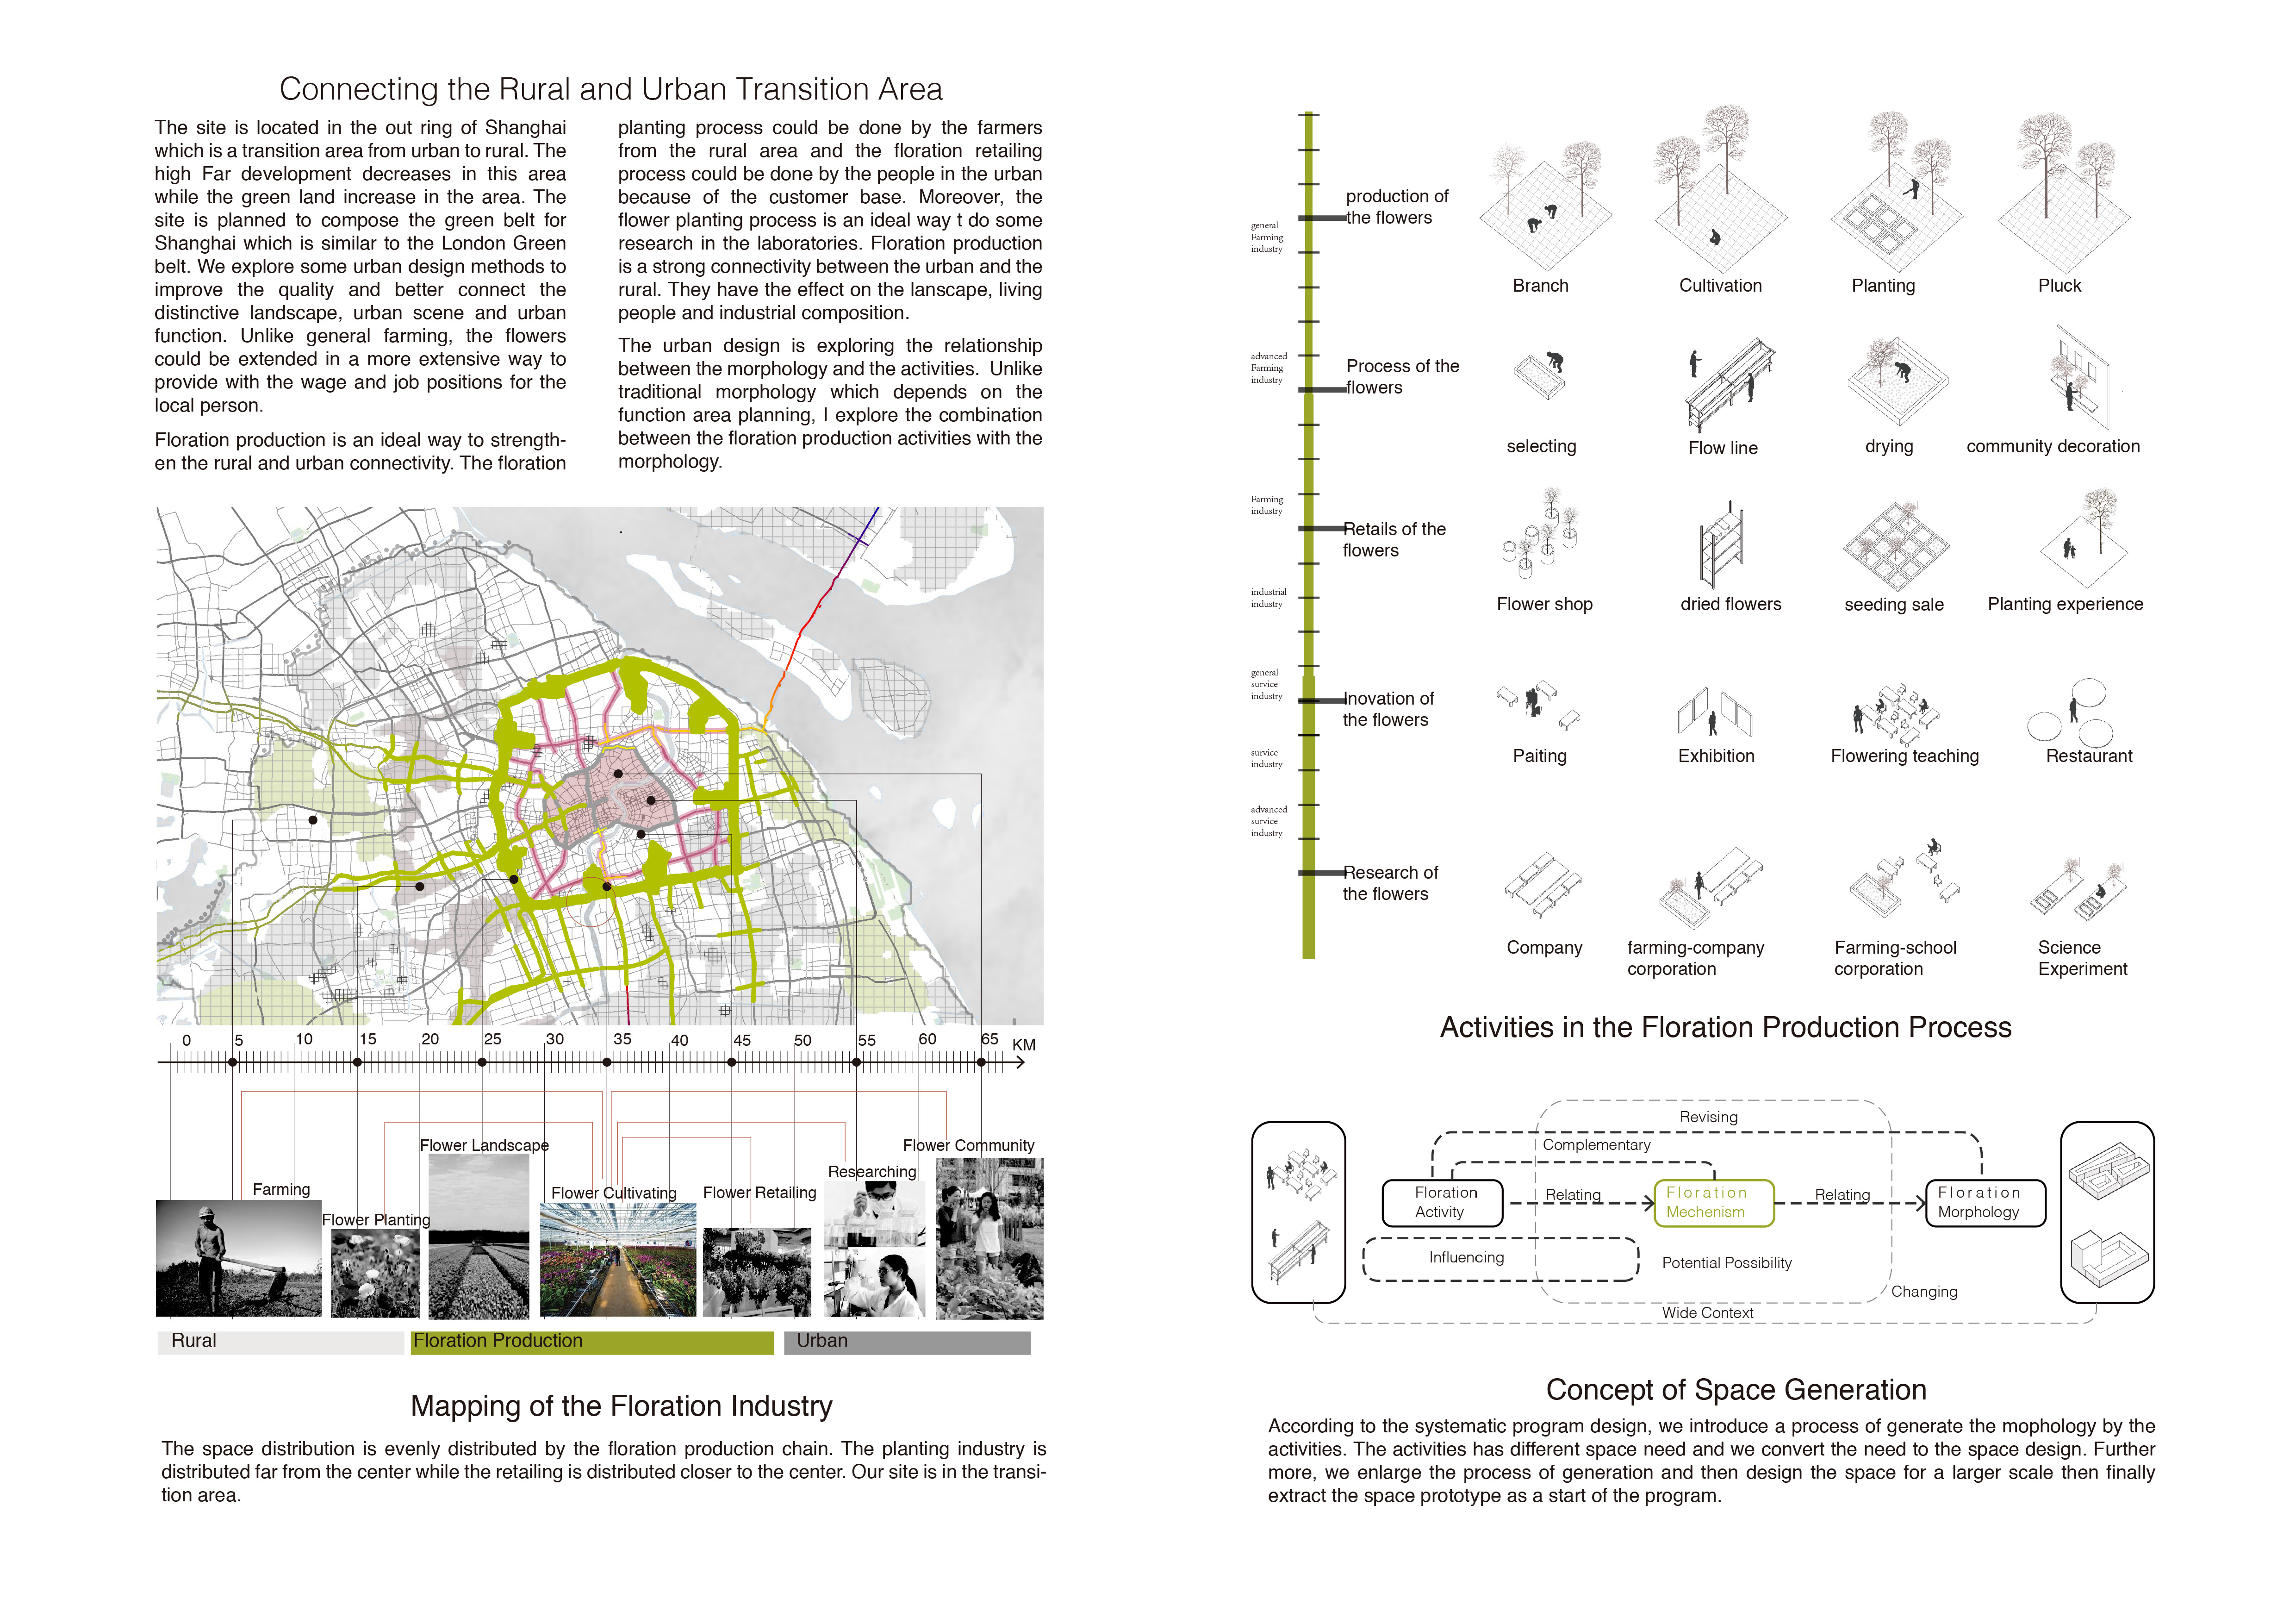 Connecting the Rural and Urban Transition Area
The site is located in the out ring of Shanghai
which is a transition area from urban to rural. The
high Far development decreases in this area
while the green land increase in the area. The
site is planned to compose the green belt for
Shanghai which is similar to the London Green
belt. We explore some urban design methods to
improve the quality and better connect the
distinctive landscape, urban scene and urban
function. Unlike general farming, the flowers
could be extended in a more extensive way to
provide with the wage and job positions for the
local person.
Floration production is an ideal way to strength-
en the rural and urban connectivity. The floration
planting process could be done by the farmers
from the rural area and the floration retailing
process could be done by the people in the urban
because of the customer base. Moreover, the
flower planting process is an ideal way t do some
research in the laboratories. Floration production
is a strong connectivity between the urban and the
rural. They have the effect on the lanscape, living
people and industrial composition.
The urban design is exploring the relationship
between the morphology and the activities. Unlike
traditional morphology which depends on the
function area planning, I explore the combination
between the floration production activities with the
morphology.
0 5 10 15 20 25 30 35 40 45 50 55 60 65 KM
Flower Landscape
Flower Community
Researching
Farming
Flower Cultivating
Flower Retailing
Flower Planting
Rural
Floration Production
Urban
Mapping of the Floration Industry
The space distribution is evenly distributed by the floration production chain. The planting industry is
distributed far from the center while the retailing is distributed closer to the center. Our site is in the transi-
tion area.
general
Farming
industry
production of
the flowers
Branch
Cultivation
Planting
Pluck
advanced
Farming
industry
Process of the
flowers
selecting
Flow line
drying
community decoration
Farming
industry
Retails of the
flowers
Flower shop
dried flowers
seeding sale
Planting experience
industrial
industry
general
survice
industry
Inovation of
the flowers
Paiting
Exhibition
Flowering teaching
Restaurant
survice
industry
advanced
survice
industry
Research of
the flowers
Company
farming-company
corporation
Farming-school
corporation
Science
Experiment
Activities in the Floration Production Process
Revising
Complementary
Floration
Activity
Relating
Floration
Mechenism
Relating
Floration
Morphology
Influencing
Potential Possibility
Changing
Wide Context
Concept of Space Generation
According to the systematic program design, we introduce a process of generate the mophology by the
activities. The activities has different space need and we convert the need to the space design. Further
more, we enlarge the process of generation and then design the space for a larger scale then finally
extract the space prototype as a start of the program.